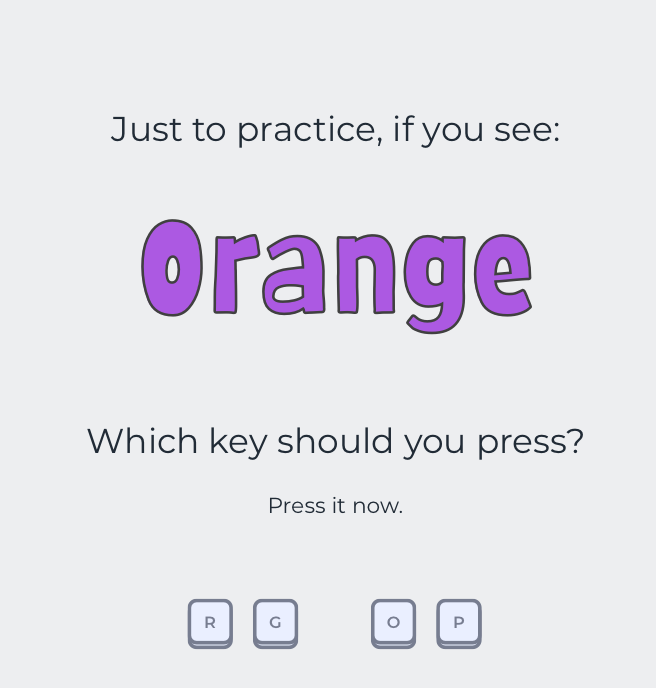 Just to practice, if you see:
Orange
Which key should you press?
Press it now.
R G O P